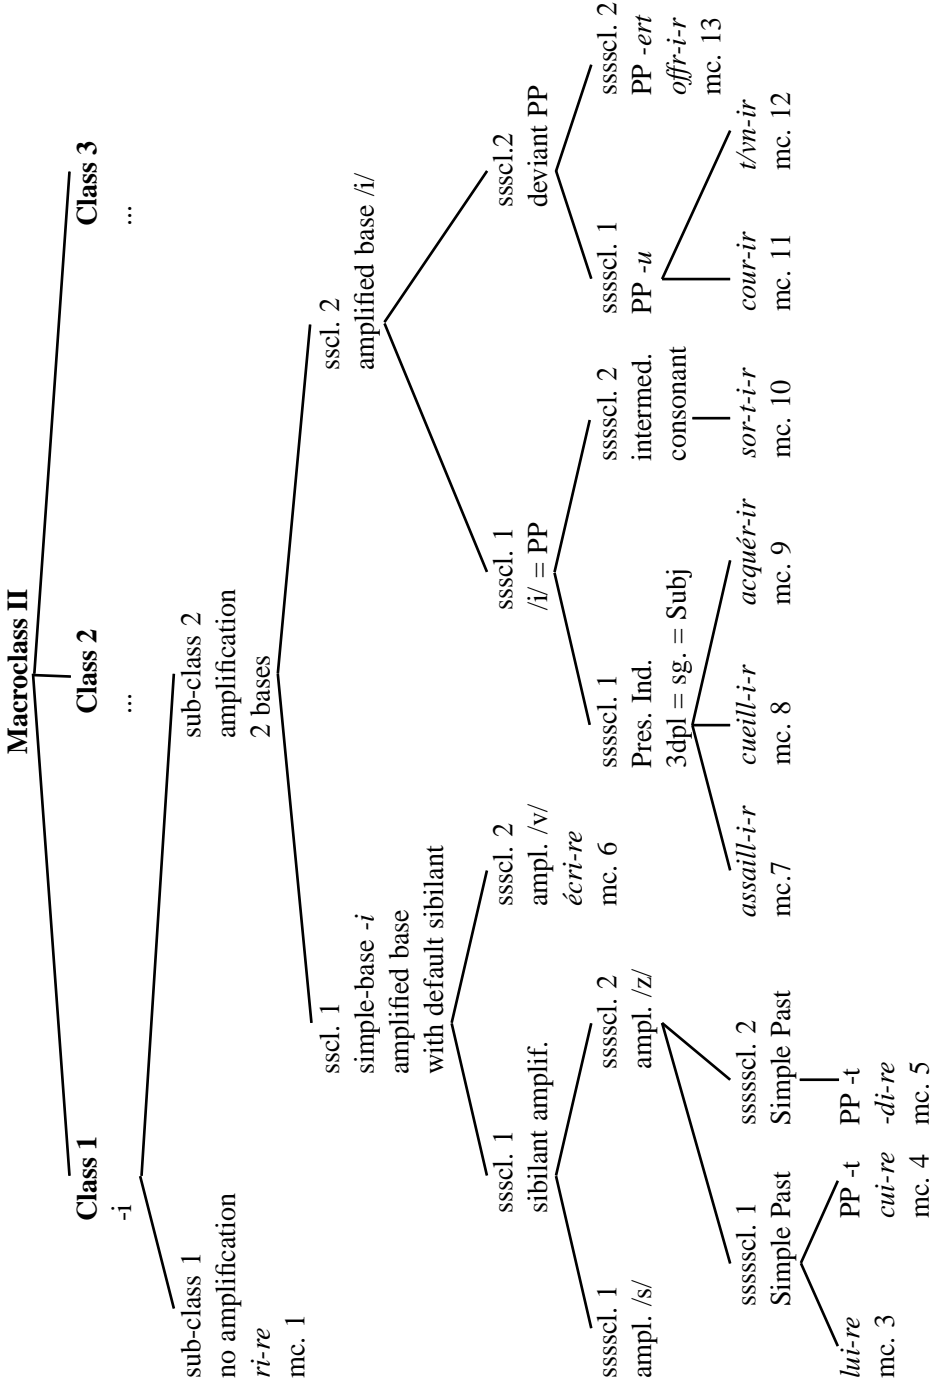 Macroclass II
Class 1
-i
Class 2
...
Class 3
...
sub-class 1
no amplification
ri-re
mc. 1
sub-class 2
amplification
2 bases
sscl. 1
simple-base -i
amplified base
with default sibilant
sscl. 2
amplified base /i/
ssscl. 1
sibilant amplif.
ssscl. 2
ampl. /v/
écri-re
mc. 6
ssscl. 1
/i/ = PP
ssscl.2
deviant PP
sssscl. 1
ampl. /s/
sssscl. 2
ampl. /z/
sssscl. 1
Pres. Ind.
3dpl = sg. = Subj
sssscl. 2
intermed.
consonant
sssscl. 1
PP -u
sssscl. 2
PP -ert
offr-i-r
mc. 13
ssssscl. 1
Simple Past
ssssscl. 2
Simple Past
assaill-i-r
mc.7
cueill-i-r
mc. 8
acquér-ir
mc. 9
sor-t-i-r
mc. 10
cour-ir
mc. 11
t/vn-ir
mc. 12
lui-re
mc. 3
PP -t
cui-re
mc. 4
PP -t
-di-re
mc. 5